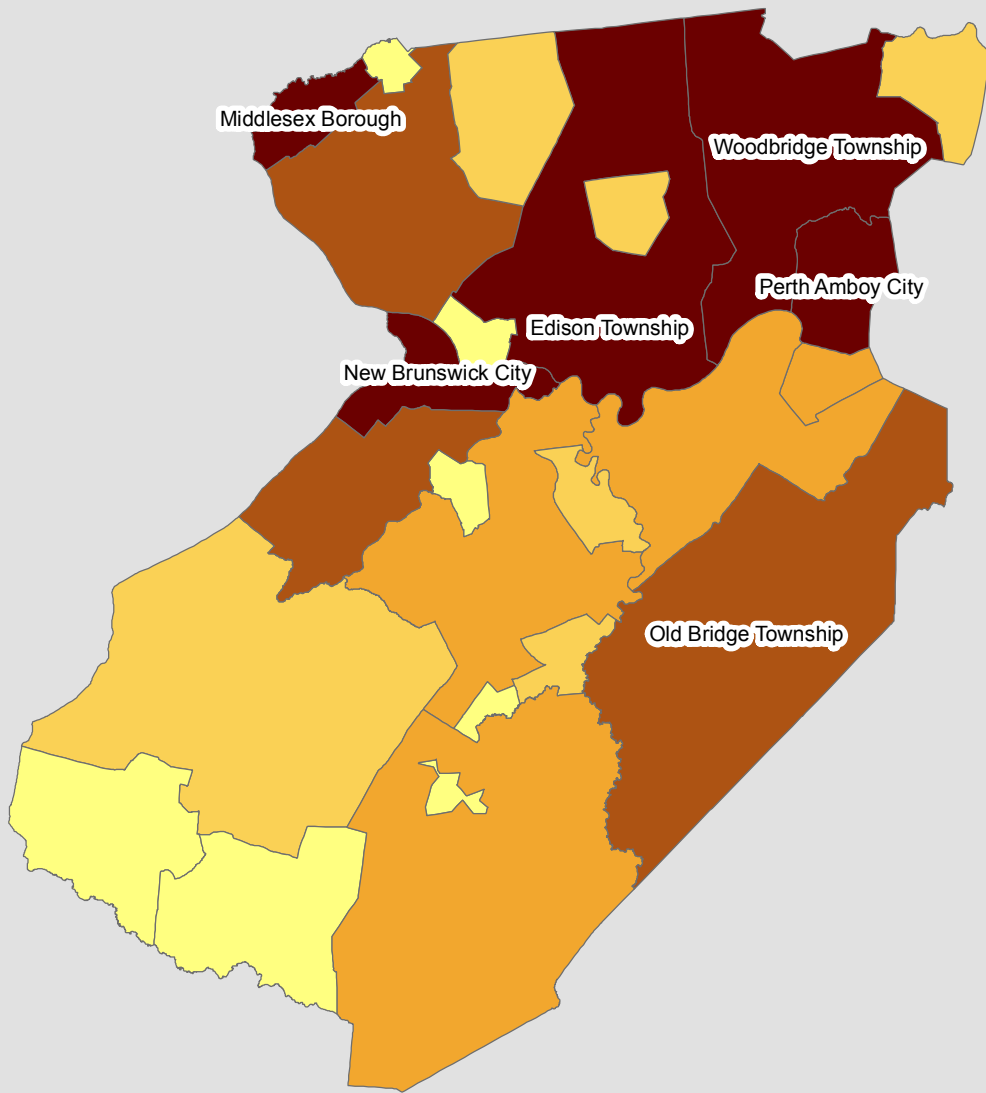 Middlesex Borough
Woodbridge Township
Perth Amboy City
Edison Township
New Brunswick City
Old Bridge Township